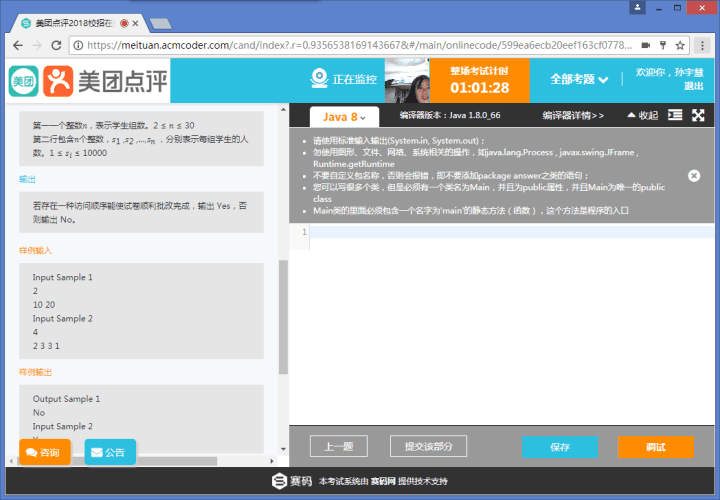 美团点评2018校招在
https://meituan.acmcoder.com/cand/index?.r=0.93565381691436678&#/main/onlinecode/599ea6ecb20eef163cf0778...
美团 美团点评
正在监控
整场考试计时
01:01:28
全部考题
欢迎你，孙宇慧
退出
第一一个整数n，表示学生组数。2 ≤ n ≤ 30
第二行包含n个整数，s1 ,s2 ,...,sn ，分别表示每组学生的人
数。1 ≤ si ≤ 10000
输出
若存在一种访问顺序能使试卷顺利批改完成，输出 Yes，否
则输出 No。
样例输入
Input Sample 1
2
10 20
Input Sample 2
4
2 3 3 1
样例输出
Output Sample 1
No
Input Sample 2
咨询
公告
Java 8
编译器版本：Java 1.8.0_66
编译器详情>>
收起
请使用标准输入输出(System.in, System.out)；
勿使用图形、文件、网络、系统相关的操作，如java.lang.Process , javax.swing.JFrame ,
Runtime.getRuntime
不要自定义包名称，否则会报错，即不要添加package answer之类的语句；
您可以写很多个类，但是必须有一个类名为Main，并且为public属性，并且Main为唯一的public
class
Main类的里面必须包含一个名字为'main'的静态方法（函数），这个方法是程序的入口
1
上一题
提交该部分
保存
调试
赛码 本考试系统由 赛码网 提供技术支持